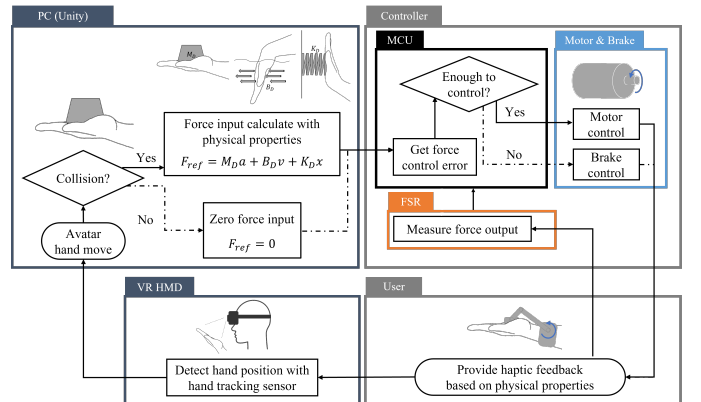 PC (Unity)
M_D
B_D
K_D
Force input calculate with
physical properties
F_ref = M_D a + B_D v + K_D x
Collision?
Yes
No
Zero force input
F_ref = 0
Avatar
hand move
Controller
MCU
Enough to
control?
Yes
No
Get force
control error
Motor & Brake
Motor
control
Brake
control
FSR
Measure force output
VR HMD
Detect hand position with
hand tracking sensor
User
Provide haptic feedback
based on physical properties